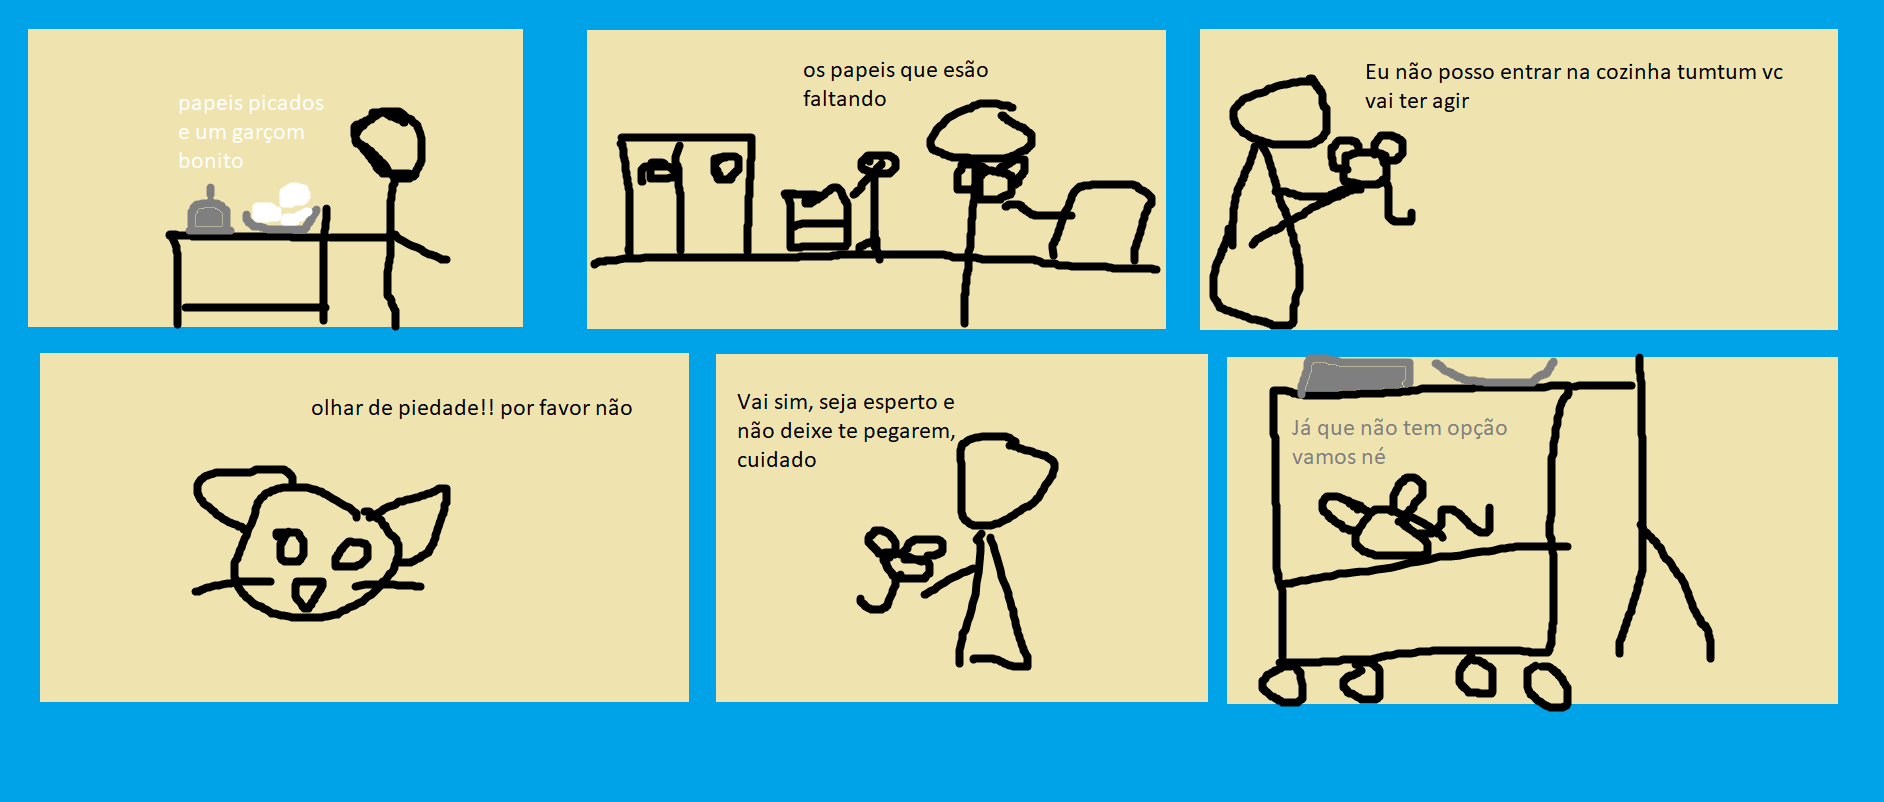 papeis picados
e um garçom
bonito
os papeis que esão
faltando
Eu não posso entrar na cozinha tumtum vc
vai ter agir
olhar de piedade!! por favor não
Vai sim, seja esperto e
não deixe te pegarem,
cuidado
Já que não tem opção
vamos né